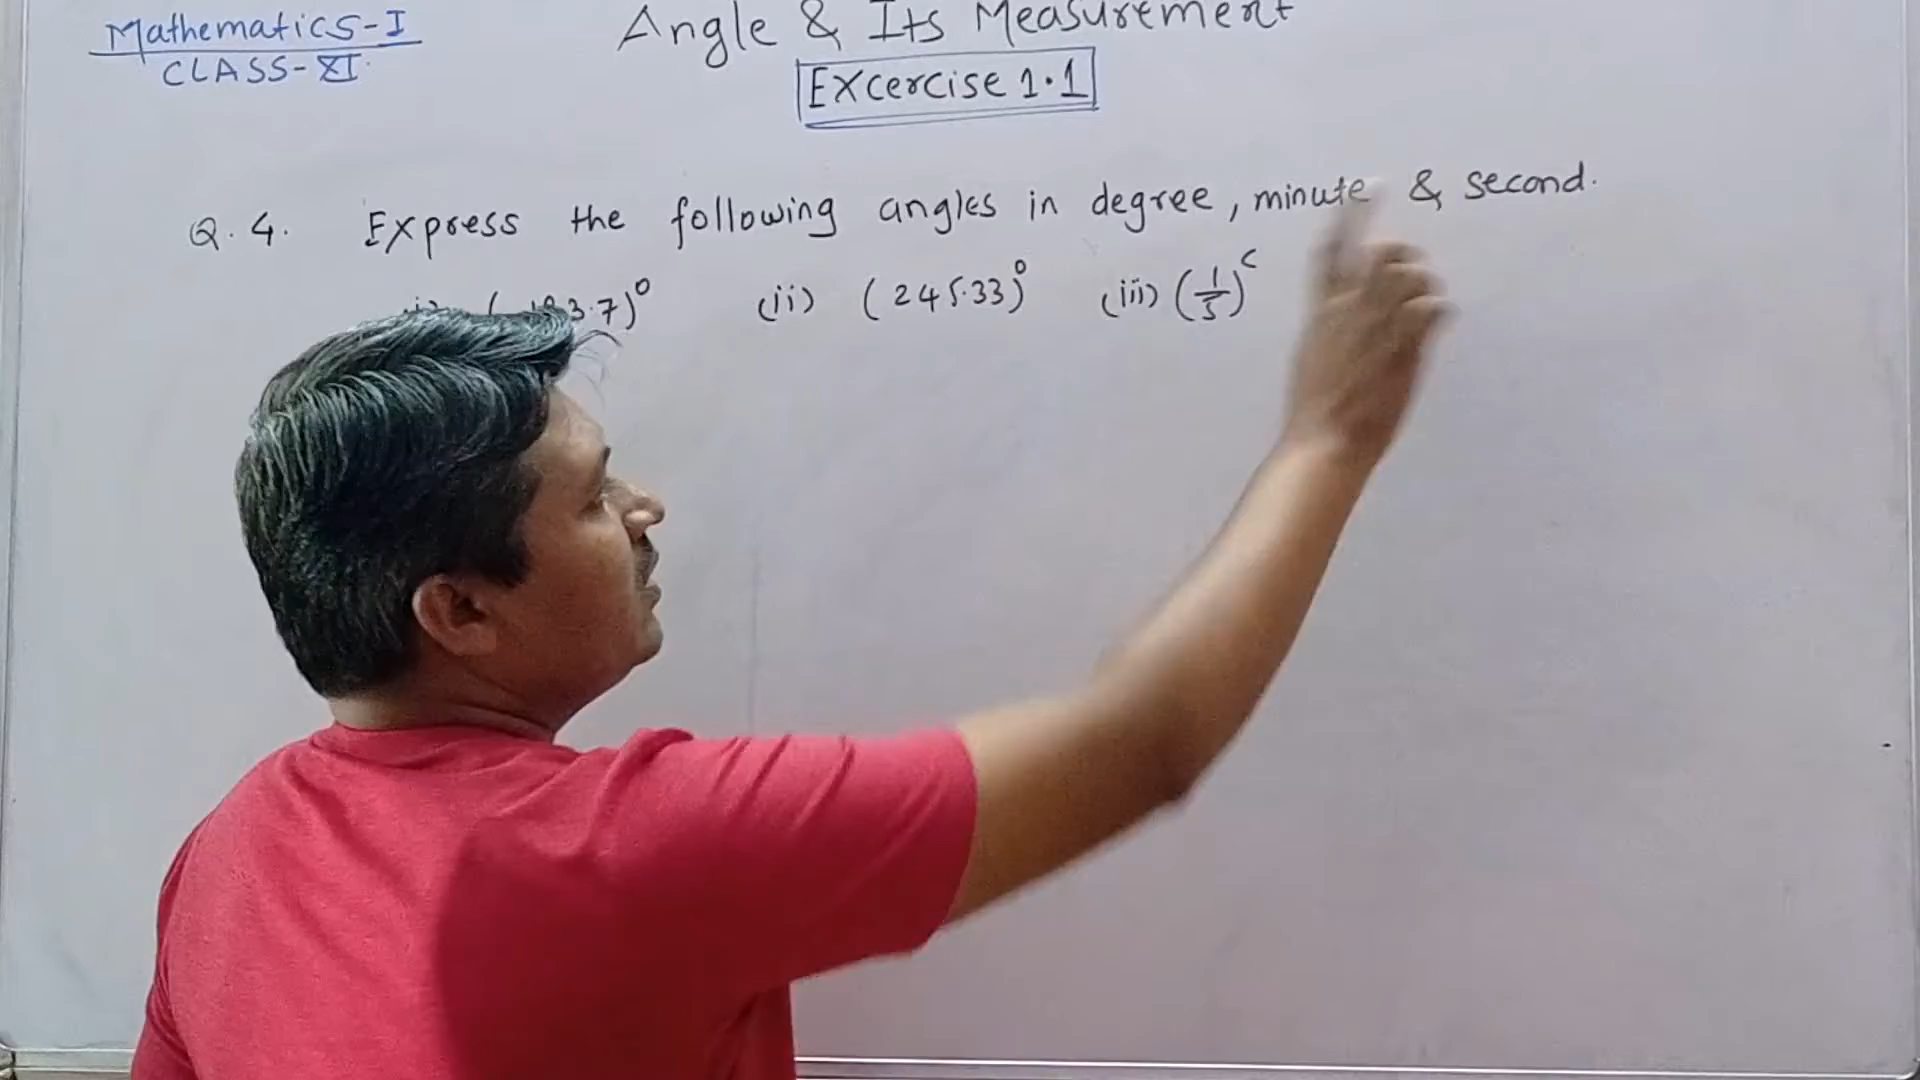 Mathematics-I
CLASS-XI.
Angle & Its Measurement
Excercise 1.1
Q.4. Express the following angles in degree, minute & second.
3.7)° (ii) (245.33)° (iii) (1/5)ᶜ